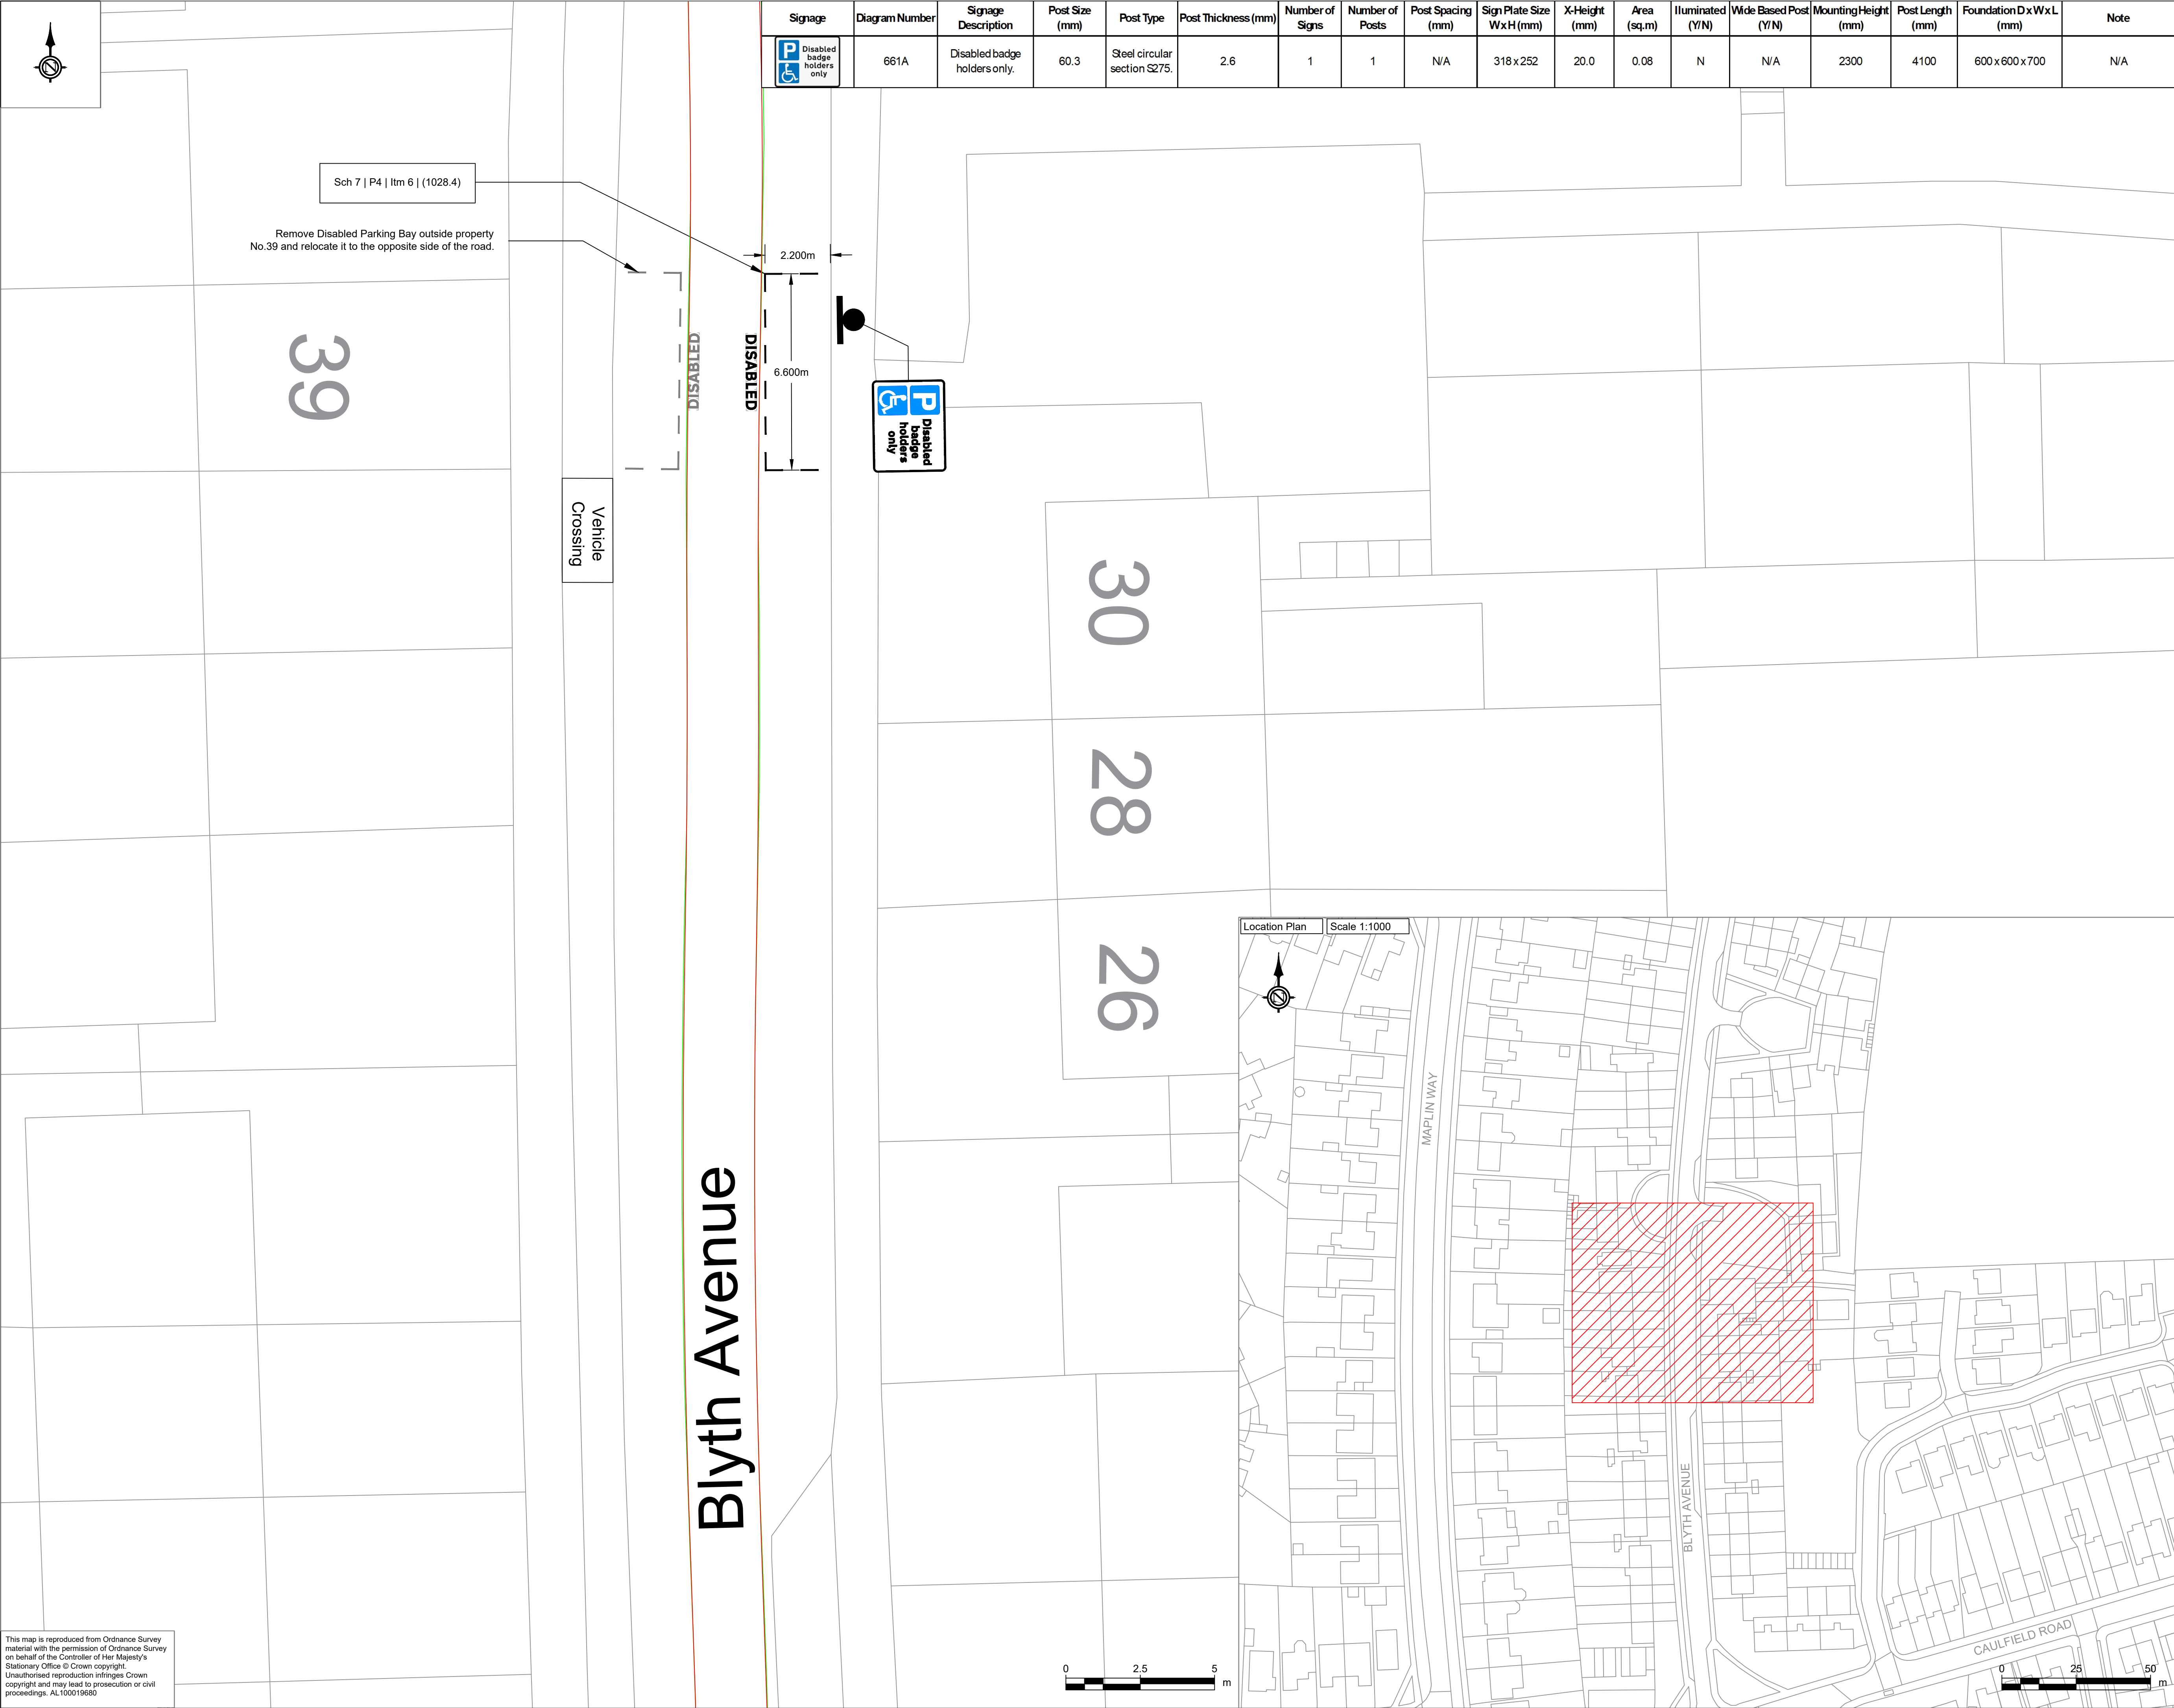 Signage
Diagram Number
Signage
Description
Post Size
(mm)
Post Type
Post Thickness (mm)
Number of
Signs
Number of
Posts
Post Spacing
(mm)
Sign Plate Size
W x H (mm)
X-Height
(mm)
Area
(sq.m)
Iluminated
(Y/N)
Wide Based Post
(Y/N)
Mounting Height
(mm)
Post Length
(mm)
Foundation D x W x L
(mm)
Note
P Disabled
badge
holders
only
661A
Disabled badge
holders only.
60.3
Steel circular
section S275.
2.6
1
1
N/A
318 x 252
20.0
0.08
N
N/A
2300
4100
600 x 600 x 700
N/A
N
Sch 7 | P4 | Itm 6 | (1028.4)
Remove Disabled Parking Bay outside property
No.39 and relocate it to the opposite side of the road.
2.200m
6.600m
DISABLED
DISABLED
P
Disabled
badge
holders
only
39
Vehicle
Crossing
30
28
26
Blyth Avenue
Location Plan
Scale 1:1000
N
MAPLIN WAY
BLYTH AVENUE
CAULFIELD ROAD
0 25 50
m
0 2.5 5
m
This map is reproduced from Ordnance Survey
material with the permission of Ordnance Survey
on behalf of the Controller of Her Majesty's
Stationary Office © Crown copyright.
Unauthorised reproduction infringes Crown
copyright and may lead to prosecution or civil
proceedings. AL100019680